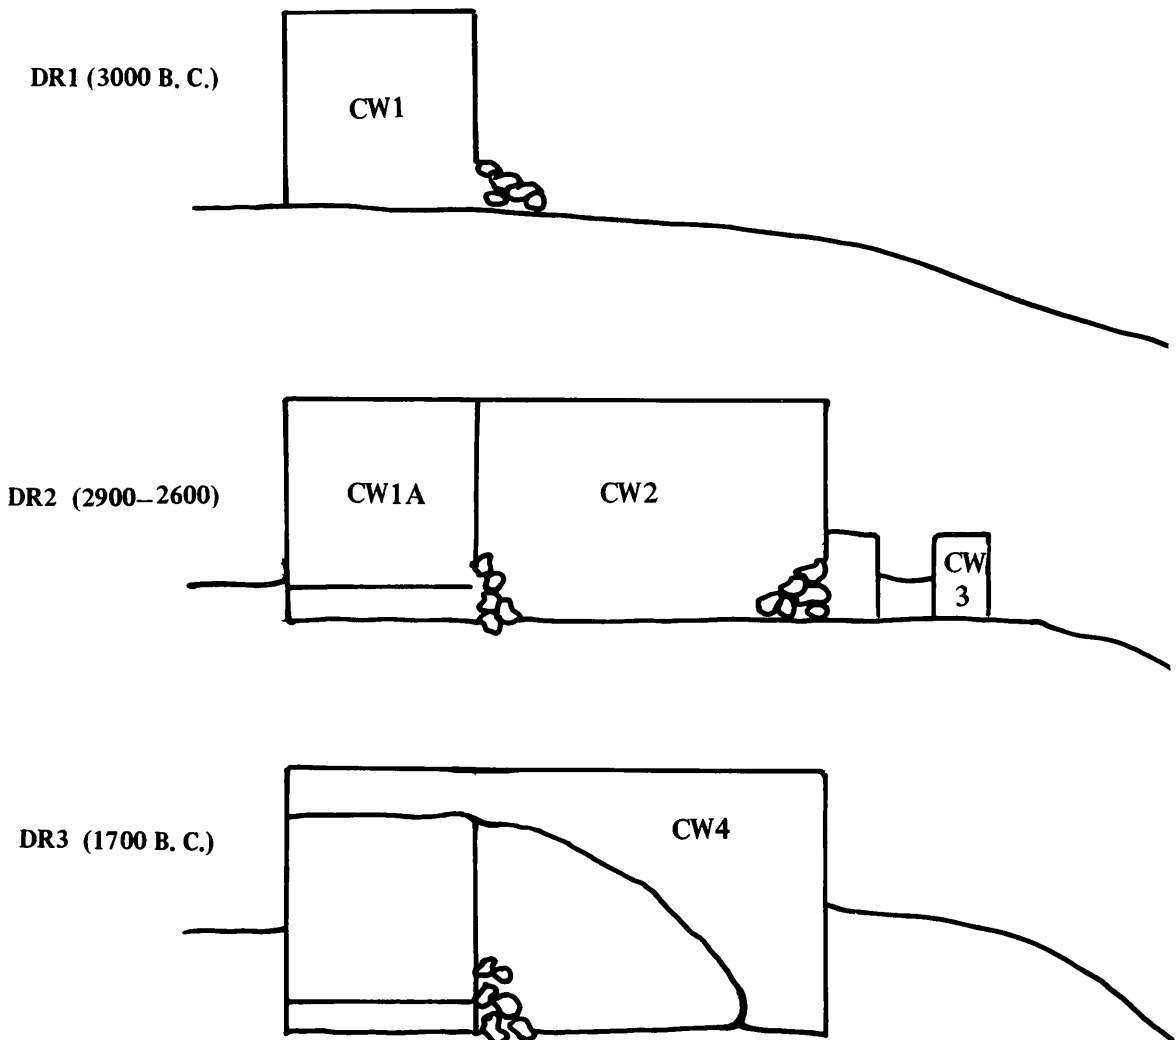 DR1 (3000 B. C.)
CW1
DR2 (2900–2600)
CW1A
CW2
CW
3
DR3 (1700 B. C.)
CW4